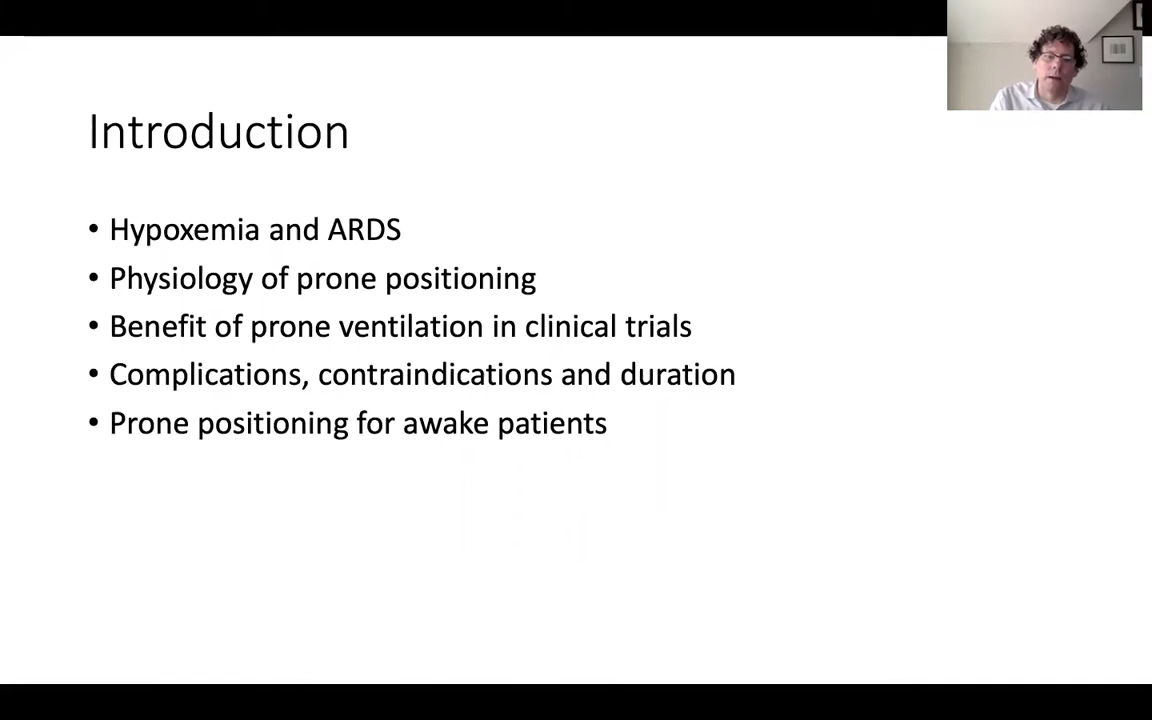 Introduction
• Hypoxemia and ARDS
• Physiology of prone positioning
• Benefit of prone ventilation in clinical trials
• Complications, contraindications and duration
• Prone positioning for awake patients